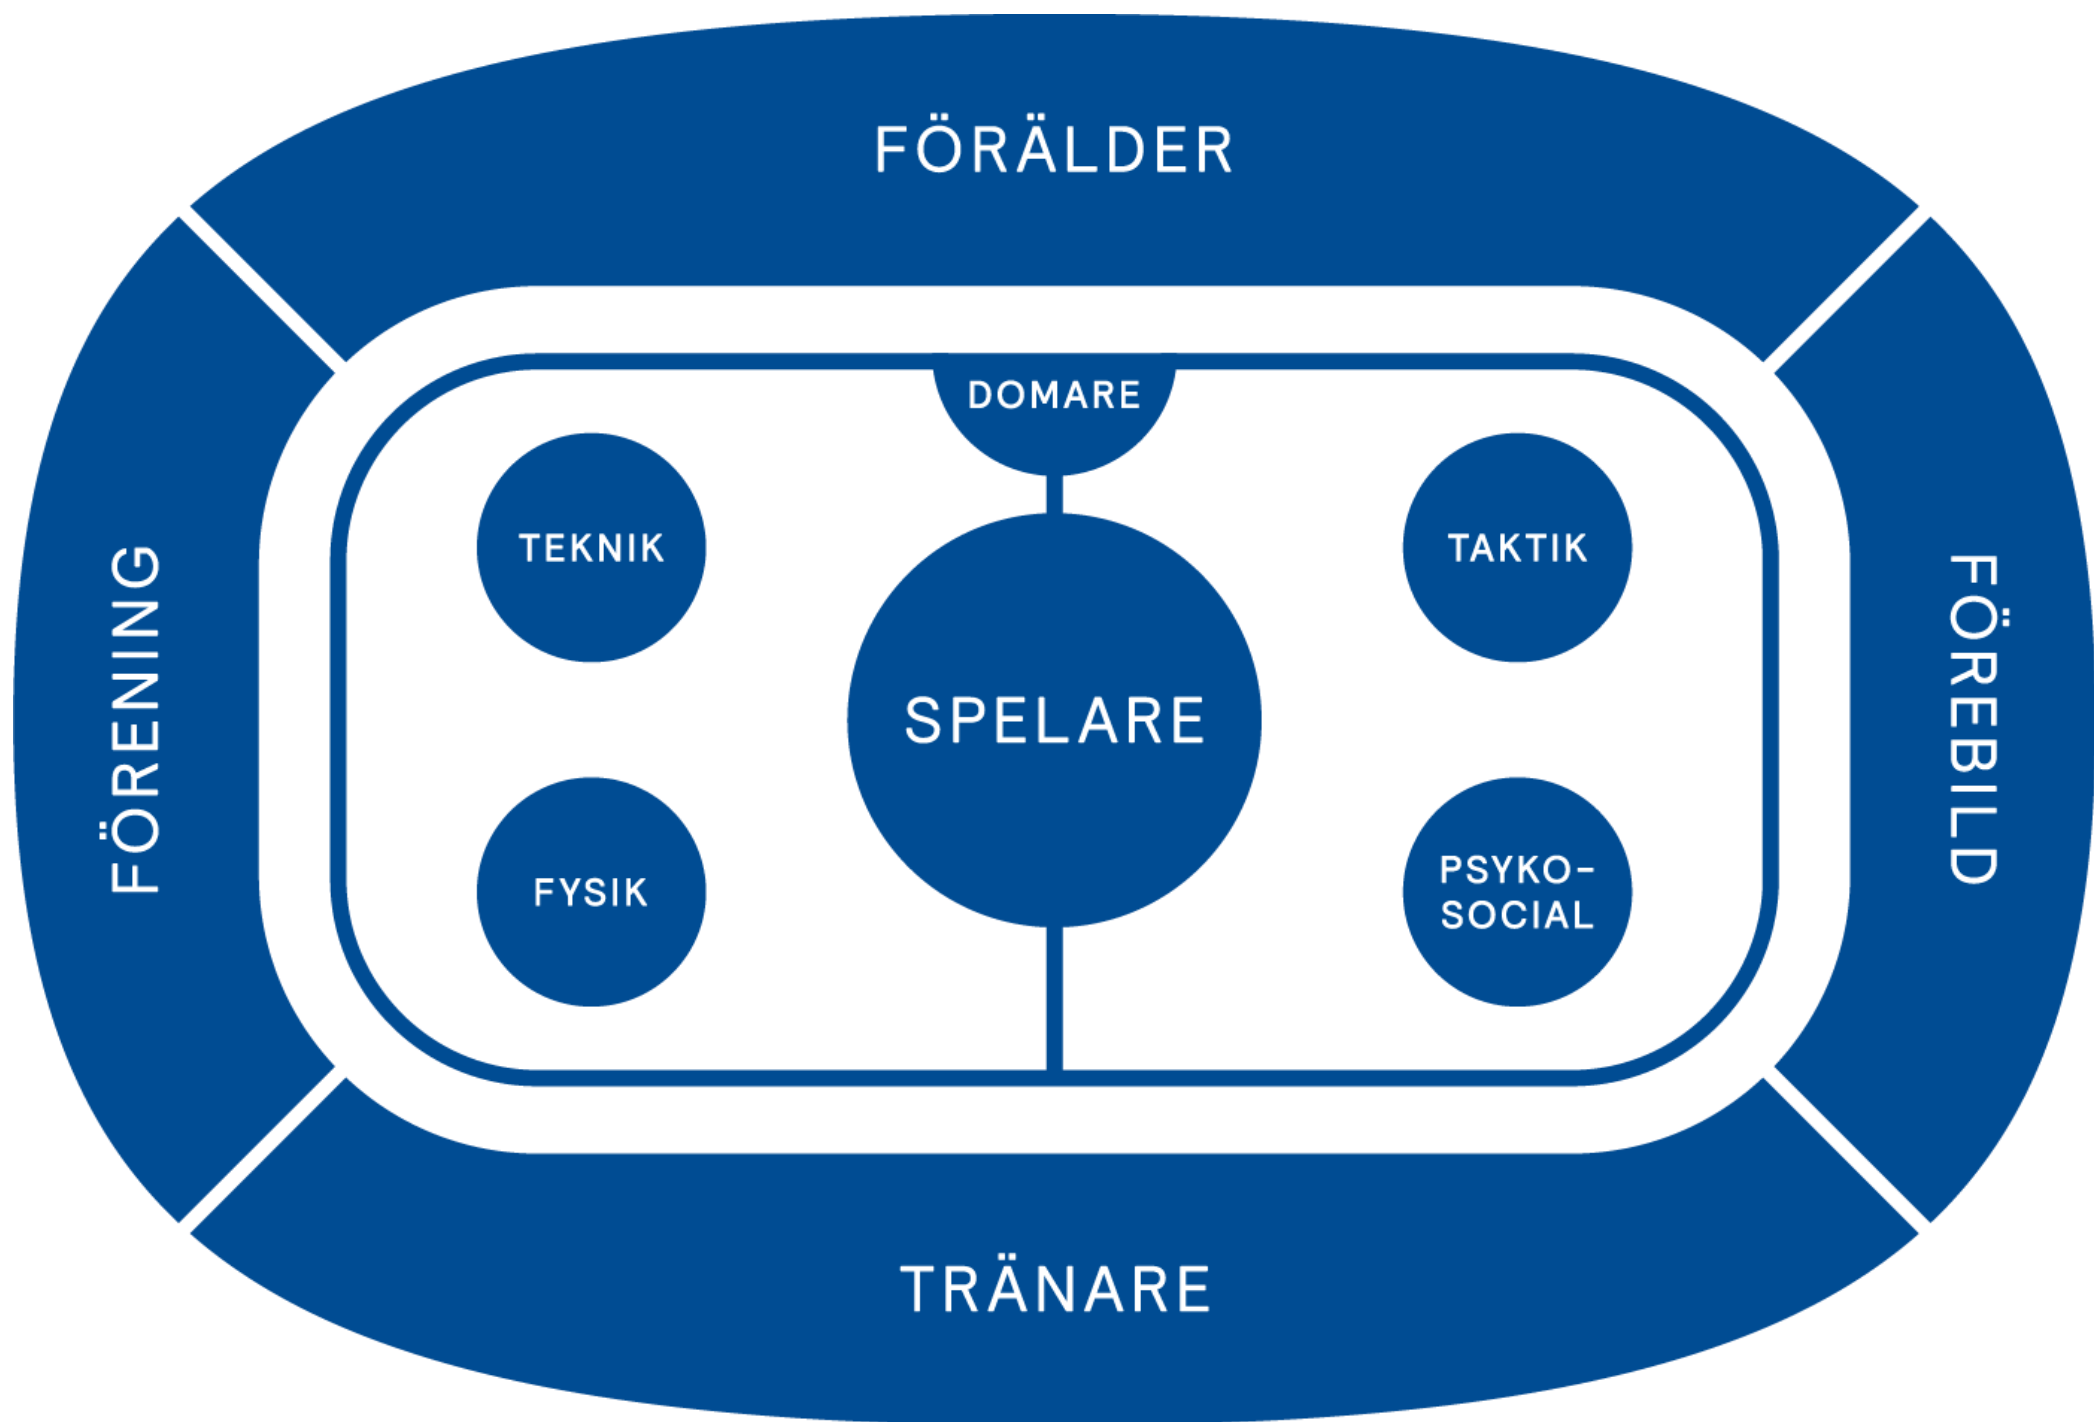 FÖRÄLDER
DOMARE
TEKNIK
TAKTIK
FÖRENING
SPELARE
FÖREBILD
FYSIK
PSYKO-
SOCIAL
TRÄNARE